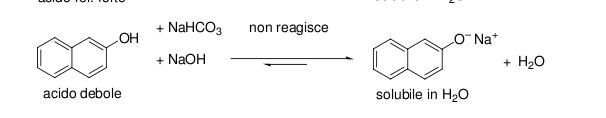 OH + NaHCO₃ non reagisce
+ NaOH O⁻ Na⁺ + H₂O
acido debole solubile in H₂O